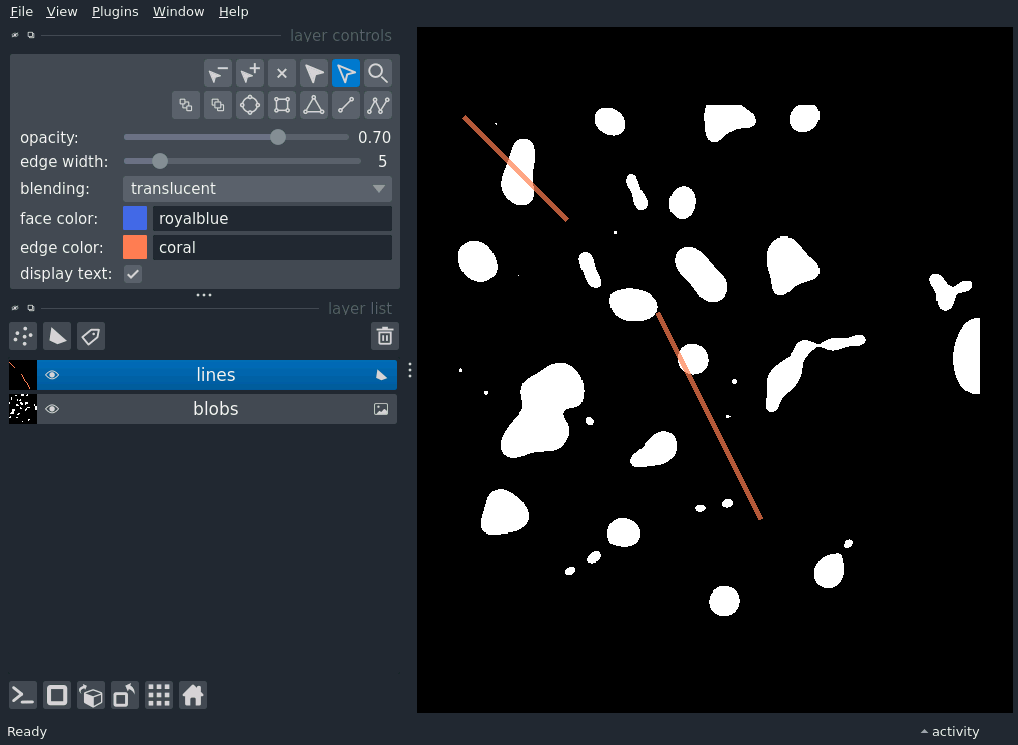 File View Plugins Window Help
layer controls
opacity: 0.70
edge width: 5
blending: translucent
face color: royalblue
edge color: coral
display text:
layer list
lines
blobs
Ready activity